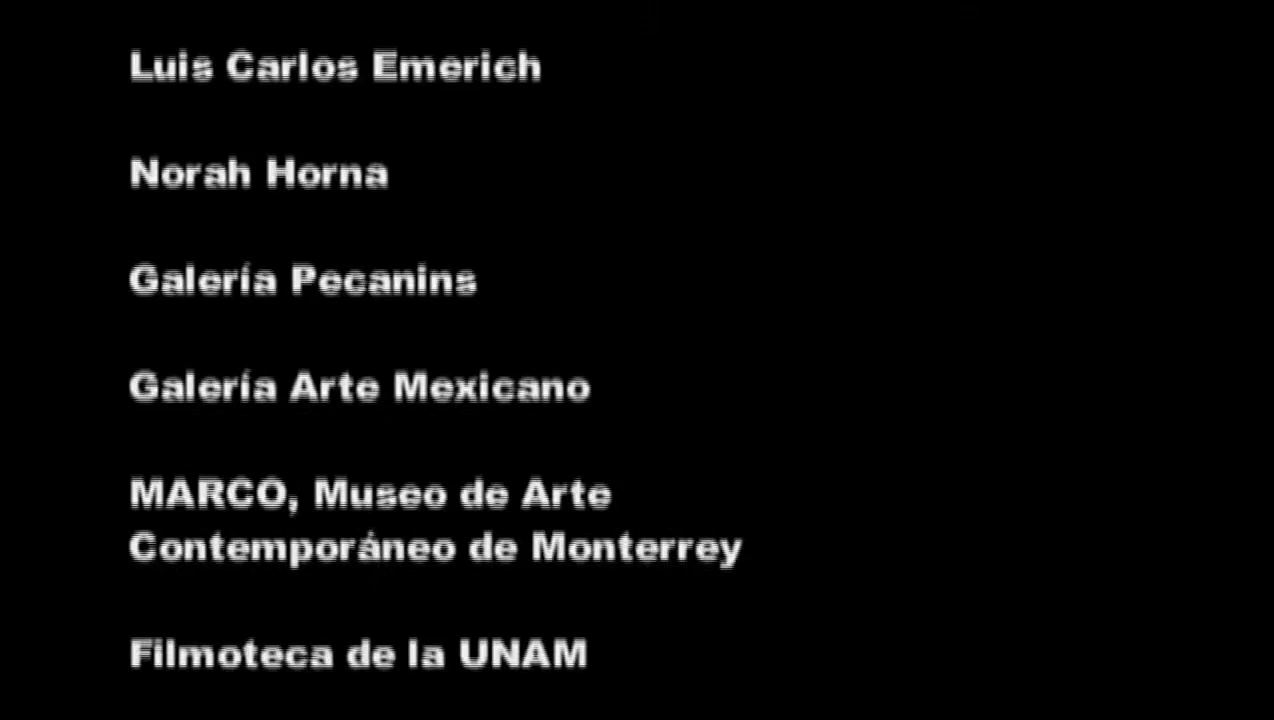 Luis Carlos Emerich
Norah Horna
Galería Pecanins
Galería Arte Mexicano
MARCO, Museo de Arte
Contemporáneo de Monterrey
Filmoteca de la UNAM